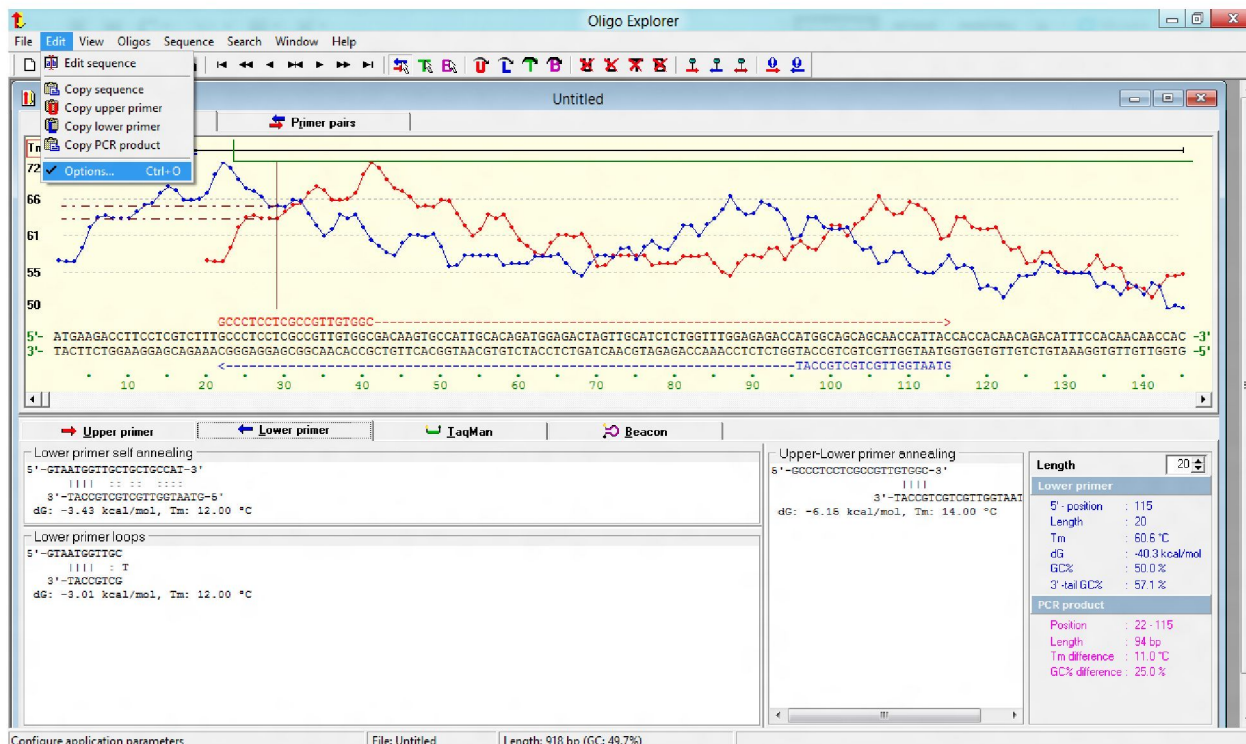 Oligo Explorer
File Edit View Oligos Sequence Search Window Help
Edit sequence
Copy sequence
Copy upper primer
Copy lower primer
Copy PCR product
Options... Ctrl+O
Untitled
Primer pairs
72
66
61
55
50
GCCCTCCTCGCCGTTGTGGC
5'- ATGAAGACCTTCCTCGTCTTTGCCCTCCTCGCCGTTGTGGCGACAAGTGCCATTGCACAGATGGAGACTAGTTGCATCTCTGGTTTGGAGAGACCATGGCAGCAGCAACCATTACCACCACAACAGACATTTCCACAACAACCAC -3'
3'- TACTTCTGGAAGGAGCAGAAACGGGAGGAGCGGCAACACCGCTGTTCACGGTAACGTGTCTACCTCTGATCAACGTAGAGACCAAACCTCTCTGGTACCGTCGTCGTTGGTAATGGTGGTGTTGTCTGTAAAGGTGTTGTTGGTG -5'
TACCGTCGTCGTTGGTAATG
10 20 30 40 50 60 70 80 90 100 110 120 130 140
Upper primer Lower primer TaqMan Beacon
Lower primer self annealing
5'-GTAATGGTTGCTGCTGCCAT-3'
|||| :: :: ::::
3'-TACCGTCGTCGTTGGTAATG-5'
dG: -3.43 kcal/mol, Tm: 12.00 °C
Lower primer loops
5'-GTAATGGTTGC
|||| : T
3'-TACCGTCG
dG: -3.01 kcal/mol, Tm: 12.00 °C
Upper-Lower primer annealing
5'-GCCCTCCTCGCCGTTGTGGC-3'
||||
3'-TACCGTCGTCGTTGGTAAT
dG: -6.15 kcal/mol, Tm: 14.00 °C
Length 20
Lower primer
5'- position : 115
Length : 20
Tm : 60.6 °C
dG : -40.3 kcal/mol
GC% : 50.0 %
3'-tail GC% : 57.1 %
PCR product
Position : 22 - 115
Length : 94 bp
Tm difference : 11.0 °C
GC% difference : 25.0 %
Configure application parameters File: Untitled Length: 918 bp (GC: 49.7%)